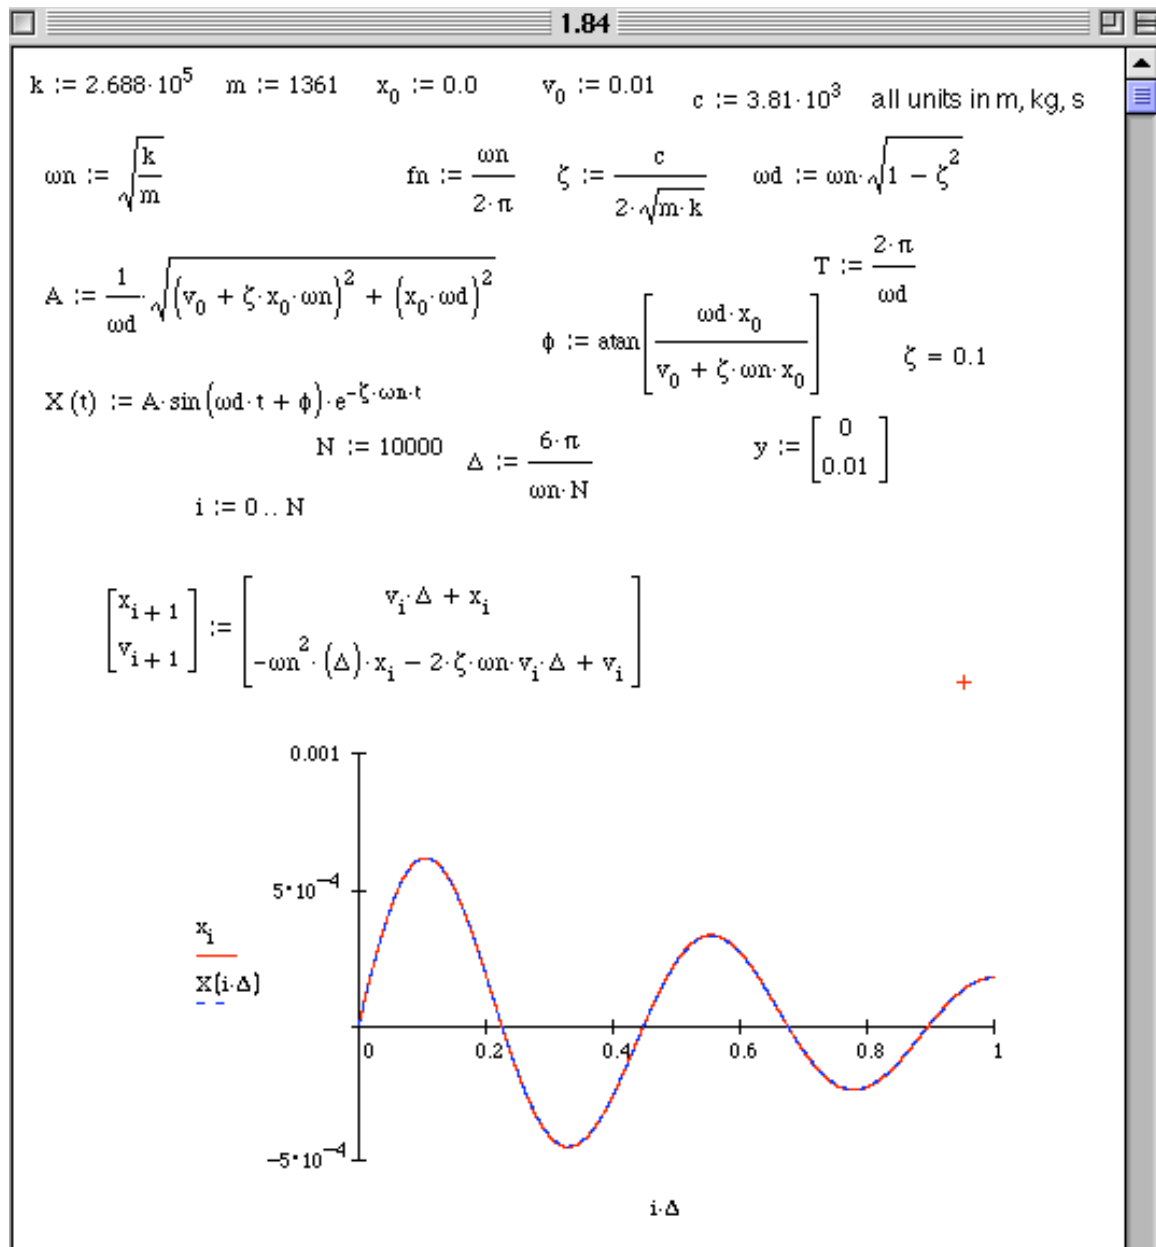 1.84
k := 2.688·10^5   m := 1361   x_0 := 0.0   v_0 := 0.01   c := 3.81·10^3   all units in m, kg, s
ωn := √(k/m)   fn := ωn/(2·π)   ζ := c/(2·√(m·k))   ωd := ωn·√(1 − ζ^2)
A := 1/ωd·√((v_0 + ζ·x_0·ωn)^2 + (x_0·ωd)^2)   T := 2·π/ωd
ϕ := atan[ωd·x_0/(v_0 + ζ·ωn·x_0)]   ζ = 0.1
X (t) := A·sin(ωd·t + ϕ)·e^(−ζ·ωn·t)
N := 10000   Δ := 6·π/(ωn·N)   y := [0 0.01]
i := 0 .. N
[x_(i + 1) v_(i + 1)] := [v_i·Δ + x_i   −ωn^2·(Δ)·x_i − 2·ζ·ωn·v_i·Δ + v_i]
0.001
5·10^−4
x_i
X(i·Δ)
0 0.2 0.4 0.6 0.8 1
−5·10^−4
i·Δ